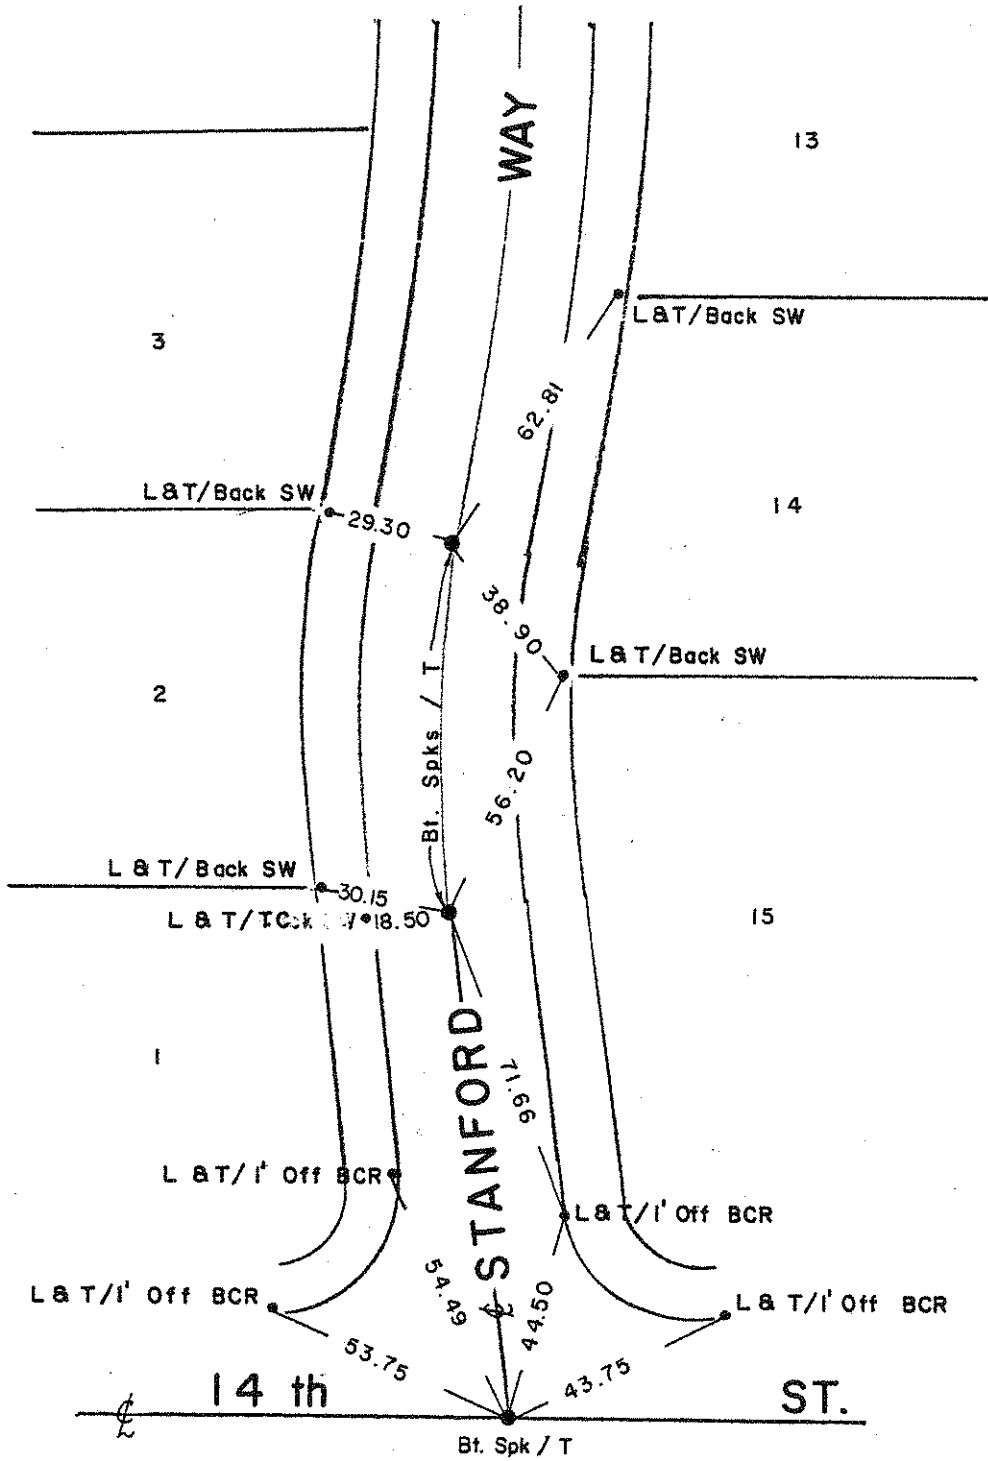 WAY
13
L&T/Back SW
3
62.81
L&T/Back SW
29.30
14
38.90
L & T/Back SW
2
Bt. Spks / T
56.20
L & T/Back SW
30.15
L & T/T.C.
18.50
15
STANFORD
1
L & T/1' Off BCR
L & T/1' Off BCR
54.49
44.50
L & T/1' Off BCR
L & T/1' Off BCR
53.75
43.75
14 th
ST.
Bt. Spk / T